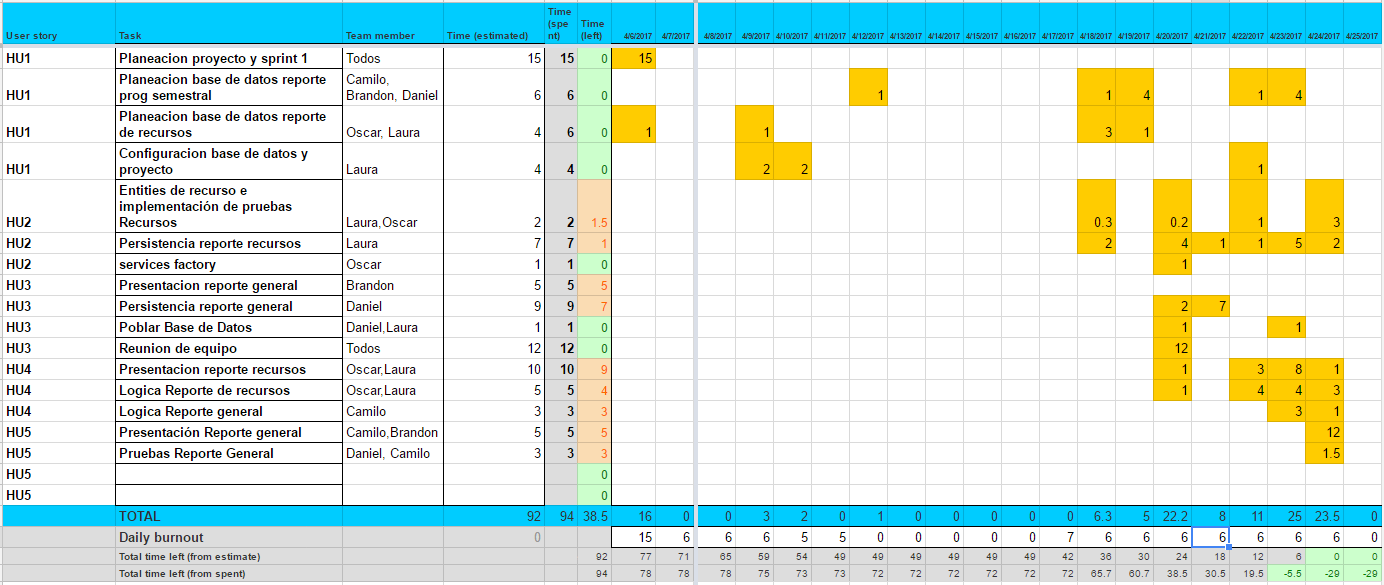 User story Task Team member Time (estimated) Time (spent) Time (left) 4/6/2017 4/7/2017 4/8/2017 4/9/2017 4/10/2017 4/11/2017 4/12/2017 4/13/2017 4/14/2017 4/15/2017 4/16/2017 4/17/2017 4/18/2017 4/19/2017 4/20/2017 4/21/2017 4/22/2017 4/23/2017 4/24/2017 4/25/2017
HU1 Planeacion proyecto y sprint 1 Todos 15 15 0 15
HU1 Planeacion base de datos reporte prog semestral Camilo, Brandon, Daniel 6 6 0 1 1 4 1 4
HU1 Planeacion base de datos reporte de recursos Oscar, Laura 4 6 0 1 1 3 1
HU1 Configuracion base de datos y proyecto Laura 4 4 0 2 2 1
HU2 Entities de recurso e implementación de pruebas Recursos Laura,Oscar 2 2 1.5 0.3 0.2 1 3
HU2 Persistencia reporte recursos Laura 7 7 1 2 4 1 1 5 2
HU2 services factory Oscar 1 1 0 1
HU3 Presentacion reporte general Brandon 5 5 5
HU3 Persistencia reporte general Daniel 9 9 7 2 7
HU3 Poblar Base de Datos Daniel,Laura 1 1 0 1 1
HU3 Reunion de equipo Todos 12 12 0 12
HU4 Presentacion reporte recursos Oscar,Laura 10 10 9 1 3 8 1
HU4 Logica Reporte de recursos Oscar,Laura 5 5 4 1 4 4 3
HU4 Logica Reporte general Camilo 3 3 3 3 1
HU5 Presentación Reporte general Camilo,Brandon 5 5 5 12
HU5 Pruebas Reporte General Daniel, Camilo 3 3 3 1.5
HU5 0
HU5 0
TOTAL 92 94 38.5 16 0 0 3 2 0 1 0 0 0 0 0 6.3 5 22.2 8 11 25 23.5 0
Daily burnout 0 15 6 6 6 5 5 0 0 0 0 0 7 6 6 6 6 6 6 6 0
Total time left (from estimate) 92 77 71 65 59 54 49 49 49 49 49 49 42 36 30 24 18 12 6 0 0
Total time left (from spent) 94 78 78 78 75 73 73 72 72 72 72 72 72 65.7 60.7 38.5 30.5 19.5 -5.5 -29 -29